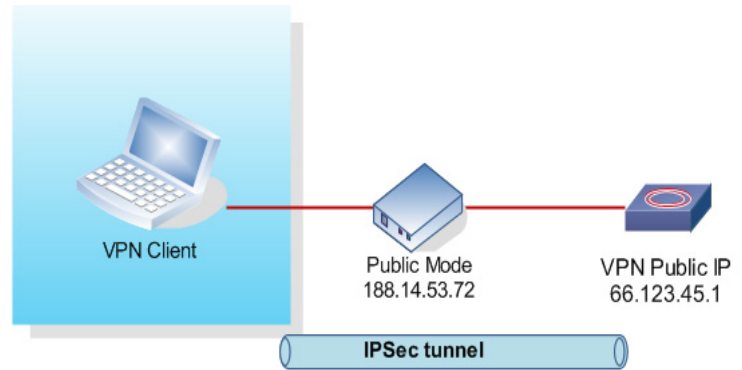 VPN Client
Public Mode
188.14.53.72
VPN Public IP
66.123.45.1
IPSec tunnel